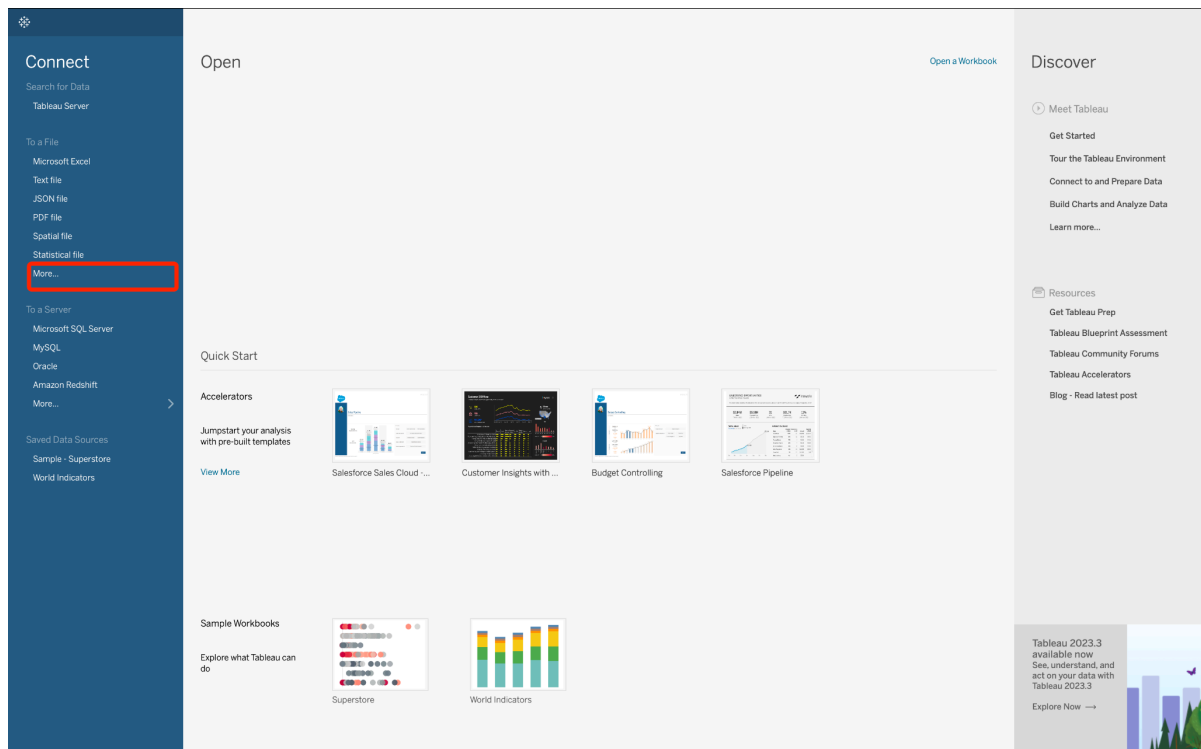 Connect
Search for Data
Tableau Server
To a File
Microsoft Excel
Text file
JSON file
PDF file
Spatial file
Statistical file
More...
To a Server
Microsoft SQL Server
MySQL
Oracle
Amazon Redshift
More...
Saved Data Sources
Sample - Superstore
World Indicators
Open
Open a Workbook
Quick Start
Accelerators
Jumpstart your analysis
with pre-built templates
View More
Salesforce Sales Cloud -...
Customer Insights with ...
Budget Controlling
Salesforce Pipeline
Sample Workbooks
Explore what Tableau can
do
Superstore
World Indicators
Discover
Meet Tableau
Get Started
Tour the Tableau Environment
Connect to and Prepare Data
Build Charts and Analyze Data
Learn more...
Resources
Get Tableau Prep
Tableau Blueprint Assessment
Tableau Community Forums
Tableau Accelerators
Blog - Read latest post
Tableau 2023.3
available now
See, understand, and
act on your data with
Tableau 2023.3
Explore Now →